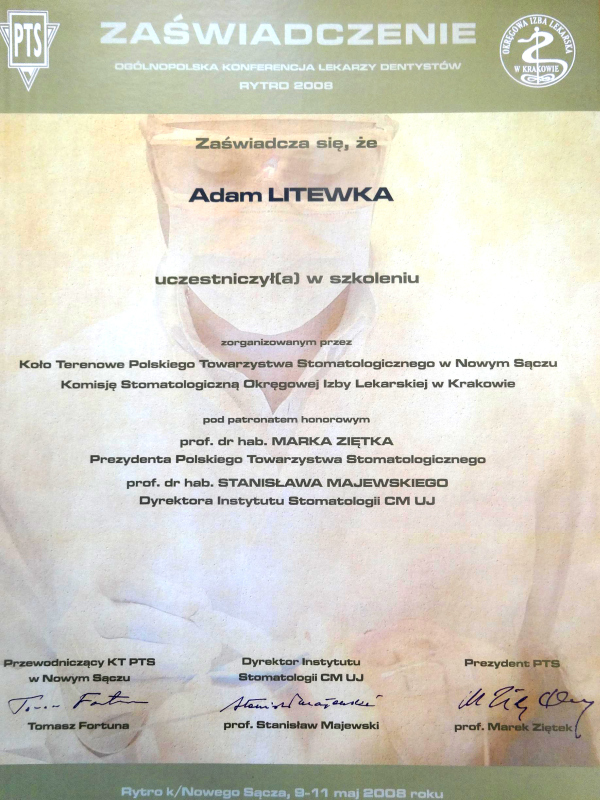 PTS
ZAŚWIADCZENIE
OKRĘGOWA IZBA LEKARSKA
W KRAKOWIE
OGÓLNOPOLSKA KONFERENCJA LEKARZY DENTYSTÓW
RYTRO 2008
Zaświadcza się, że
Adam LITEWKA
uczestniczył(a) w szkoleniu
zorganizowanym przez
Koło Terenowe Polskiego Towarzystwa Stomatologicznego w Nowym Sączu
Komisję Stomatologiczną Okręgowej Izby Lekarskiej w Krakowie
pod patronatem honorowym
prof. dr hab. MARKA ZIĘTKA
Prezydenta Polskiego Towarzystwa Stomatologicznego
prof. dr hab. STANISŁAWA MAJEWSKIEGO
Dyrektora Instytutu Stomatologii CM UJ
Przewodniczący KT PTS
w Nowym Sączu
Tomasz Fortuna
Dyrektor Instytutu
Stomatologii CM UJ
Stanisław Majewski
prof. Stanisław Majewski
Prezydent PTS
prof. Marek Ziętek
Rytro k/Nowego Sącza, 9-11 maj 2008 roku